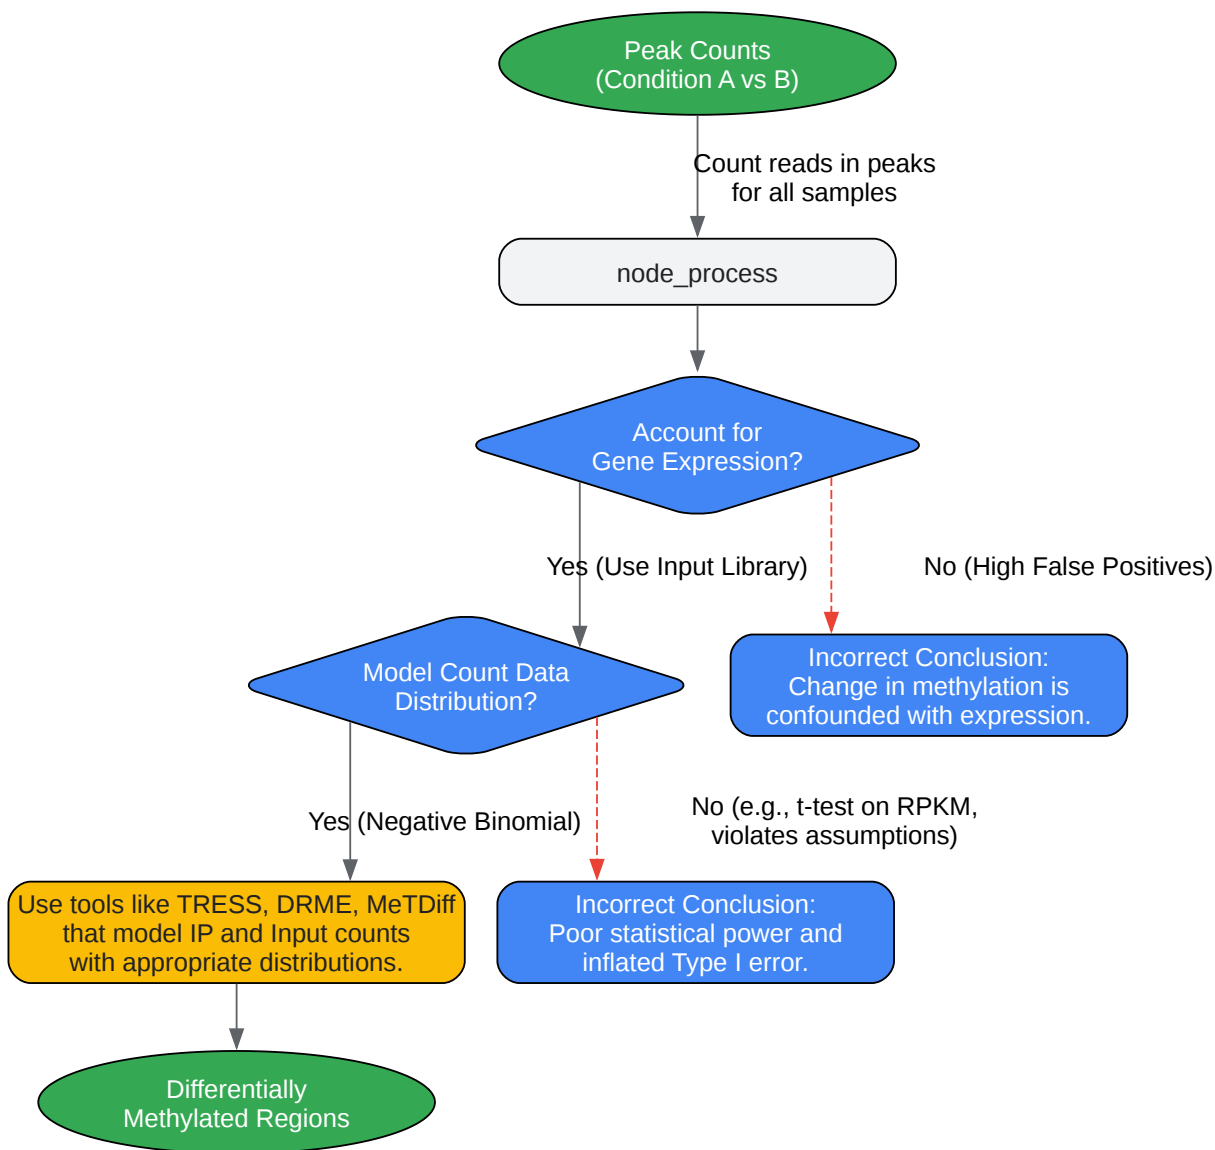 Peak Counts
(Condition A vs B)
Count reads in peaks
for all samples
node_process
Account for
Gene Expression?
Yes (Use Input Library)
No (High False Positives)
Model Count Data
Distribution?
Incorrect Conclusion:
Change in methylation is
confounded with expression.
Yes (Negative Binomial)
No (e.g., t-test on RPKM,
violates assumptions)
Use tools like TRESS, DRME, MeTDiff
that model IP and Input counts
with appropriate distributions.
Incorrect Conclusion:
Poor statistical power and
inflated Type I error.
Differentially
Methylated Regions